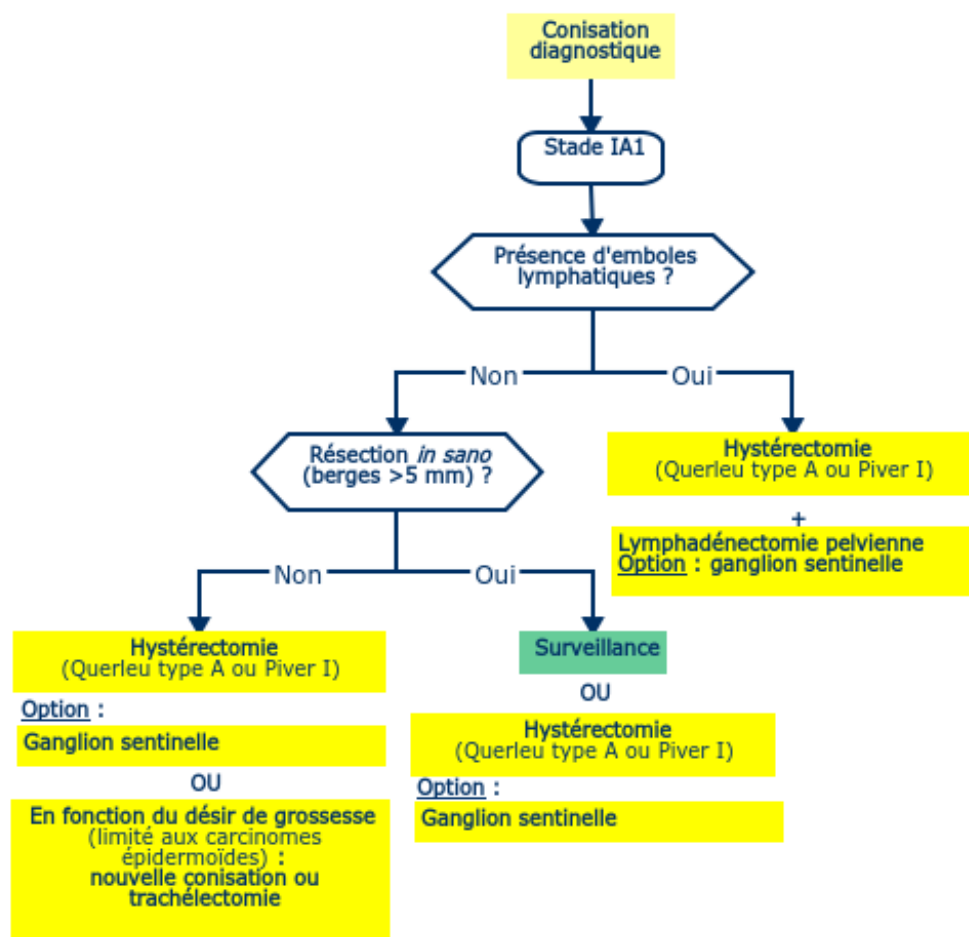 Conisation
diagnostique
Stade IA1
Présence d'emboles
lymphatiques ?
Non
Oui
Résection in sano
(berges >5 mm) ?
Hystérectomie
(Querleu type A ou Piver I)
+
Lymphadénectomie pelvienne
Option : ganglion sentinelle
Non
Oui
Hystérectomie
(Querleu type A ou Piver I)
Option :
Ganglion sentinelle
OU
En fonction du désir de grossesse
(limité aux carcinomes
épidermoïdes) :
nouvelle conisation ou
trachélectomie
Surveillance
OU
Hystérectomie
(Querleu type A ou Piver I)
Option :
Ganglion sentinelle